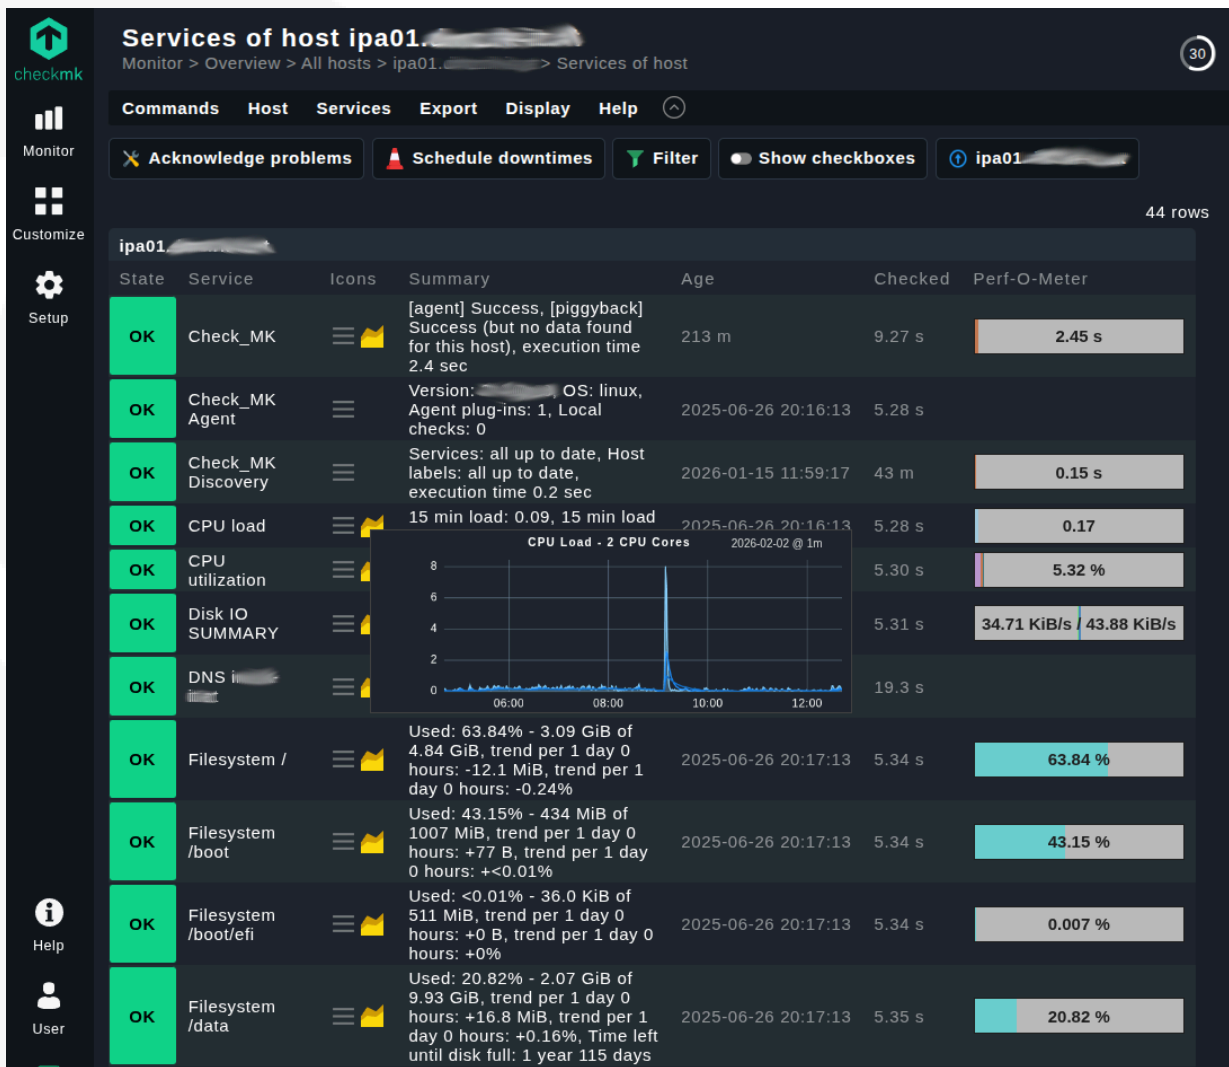 checkmk
Monitor
Customize
Setup
Help
User
Services of host ipa01.
Monitor > Overview > All hosts > ipa01. > Services of host
30
Commands Host Services Export Display Help
Acknowledge problems Schedule downtimes Filter Show checkboxes ipa01
44 rows
ipa01.
State Service Icons Summary Age Checked Perf-O-Meter
OK Check_MK [agent] Success, [piggyback] 213 m 9.27 s 2.45 s
Success (but no data found
for this host), execution time
2.4 sec
OK Check_MK Version: , OS: linux, 2025-06-26 20:16:13 5.28 s
Agent Agent plug-ins: 1, Local
checks: 0
OK Check_MK Services: all up to date, Host 2026-01-15 11:59:17 43 m 0.15 s
Discovery labels: all up to date,
execution time 0.2 sec
OK CPU load 15 min load: 0.09, 15 min load 2025-06-26 20:16:13 5.28 s 0.17
CPU Load - 2 CPU Cores 2026-02-02 @ 1m
8
6
4
2
0
06:00 08:00 10:00 12:00
OK CPU 5.30 s 5.32 %
utilization
OK Disk IO 5.31 s 34.71 KiB/s / 43.88 KiB/s
SUMMARY
OK DNS 19.3 s
OK Filesystem / Used: 63.84% - 3.09 GiB of 2025-06-26 20:17:13 5.34 s 63.84 %
4.84 GiB, trend per 1 day 0
hours: -12.1 MiB, trend per 1
day 0 hours: -0.24%
OK Filesystem Used: 43.15% - 434 MiB of 2025-06-26 20:17:13 5.34 s 43.15 %
/boot 1007 MiB, trend per 1 day 0
hours: +77 B, trend per 1 day
0 hours: +<0.01%
OK Filesystem Used: <0.01% - 36.0 KiB of 2025-06-26 20:17:13 5.34 s 0.007 %
/boot/efi 511 MiB, trend per 1 day 0
hours: +0 B, trend per 1 day 0
hours: +0%
OK Filesystem Used: 20.82% - 2.07 GiB of 2025-06-26 20:17:13 5.35 s 20.82 %
/data 9.93 GiB, trend per 1 day 0
hours: +16.8 MiB, trend per 1
day 0 hours: +0.16%, Time left
until disk full: 1 year 115 days